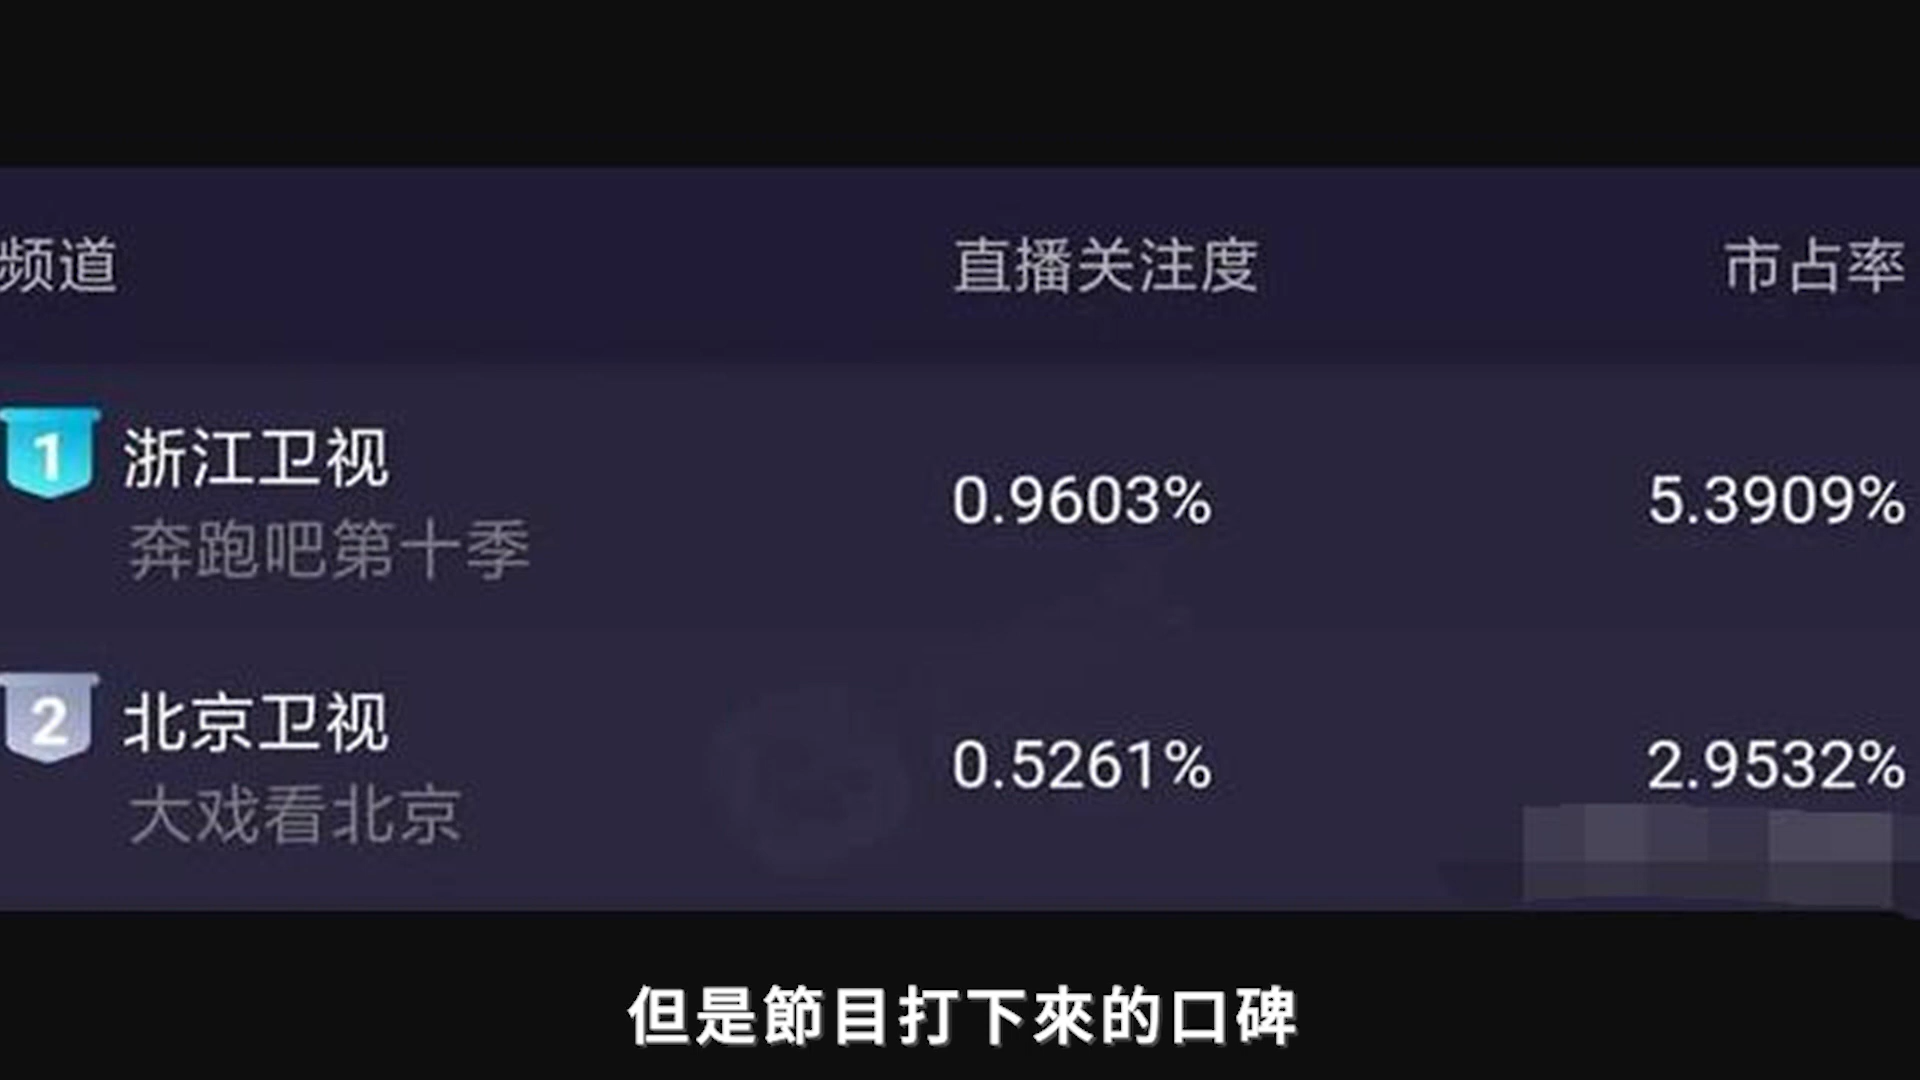 频道 直播关注度 市占率
1 浙江卫视 0.9603% 5.3909%
奔跑吧第十季
2 北京卫视 0.5261% 2.9532%
大戏看北京
但是節目打下來的口碑